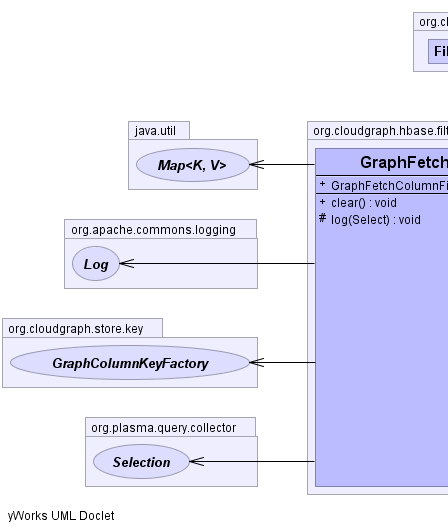 org.cl
Fil
java.util
Map<K, V>
org.cloudgraph.hbase.filt
GraphFetch
+ GraphFetchColumnFi
+ clear() : void
# log(Select) : void
org.apache.commons.logging
Log
org.cloudgraph.store.key
GraphColumnKeyFactory
org.plasma.query.collector
Selection
yWorks UML Doclet